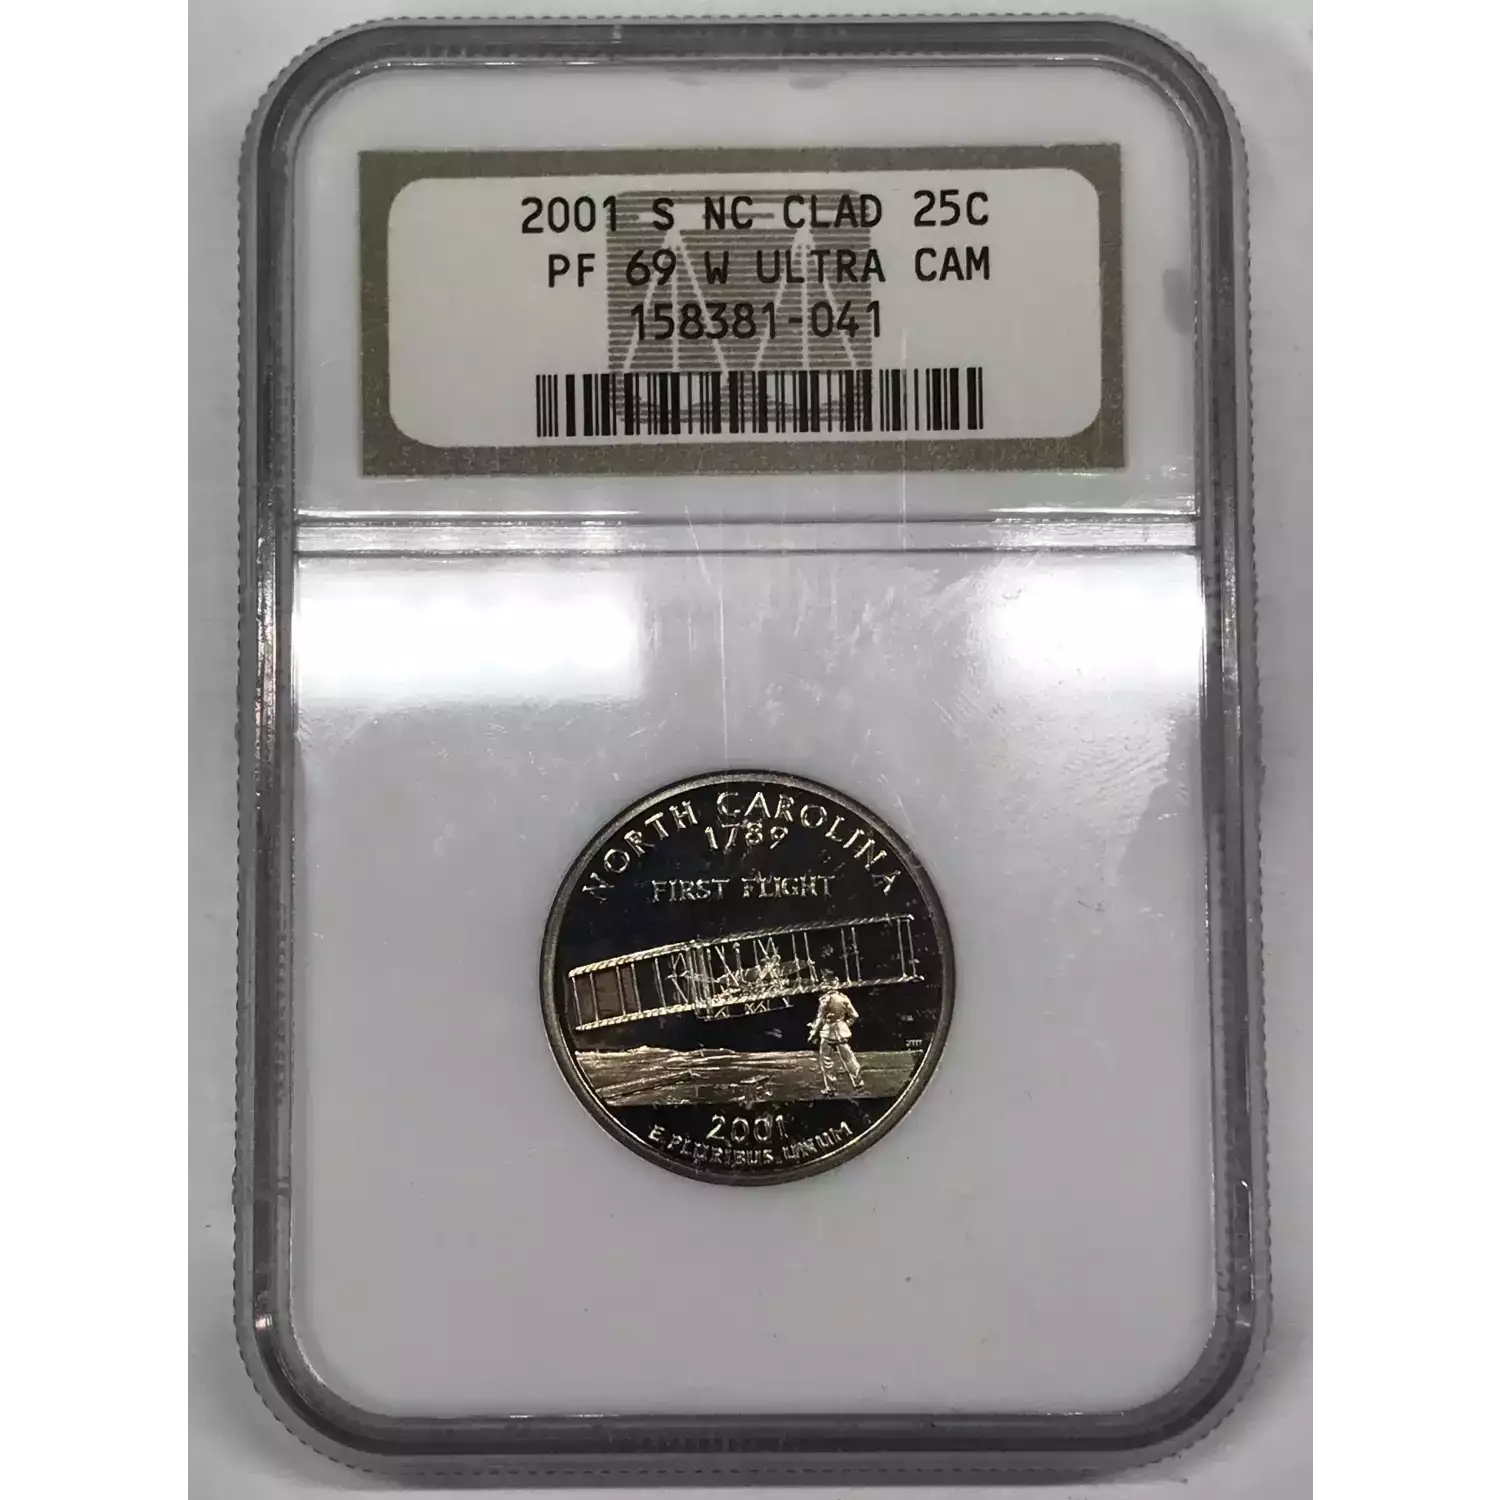 2001 S NC CLAD 25C
PF 69 W ULTRA CAM
158381-041
NORTH CAROLINA
1789
FIRST FLIGHT
2001
E PLURIBUS UNUM